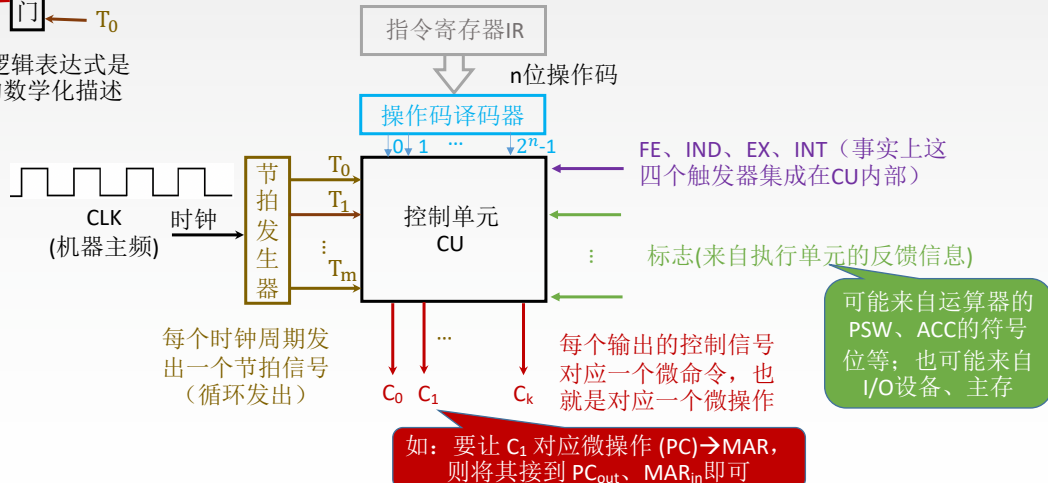 门
T₀
逻辑表达式是
数学化描述
指令寄存器IR
n位操作码
操作码译码器
0 1 ... 2ⁿ-1
CLK
(机器主频)
时钟
节拍发生器
T₀
T₁
⋮
Tₘ
控制单元
CU
FE、IND、EX、INT（事实上这
四个触发器集成在CU内部）
⋮ 标志(来自执行单元的反馈信息)
可能来自运算器的
PSW、ACC的符号
位等；也可能来自
I/O设备、主存
每个时钟周期发
出一个节拍信号
（循环发出）
...
C₀ C₁ Cₖ
每个输出的控制信号
对应一个微命令，也
就是对应一个微操作
如：要让 C₁ 对应微操作 (PC)→MAR，
则将其接到 PCout、MARin即可